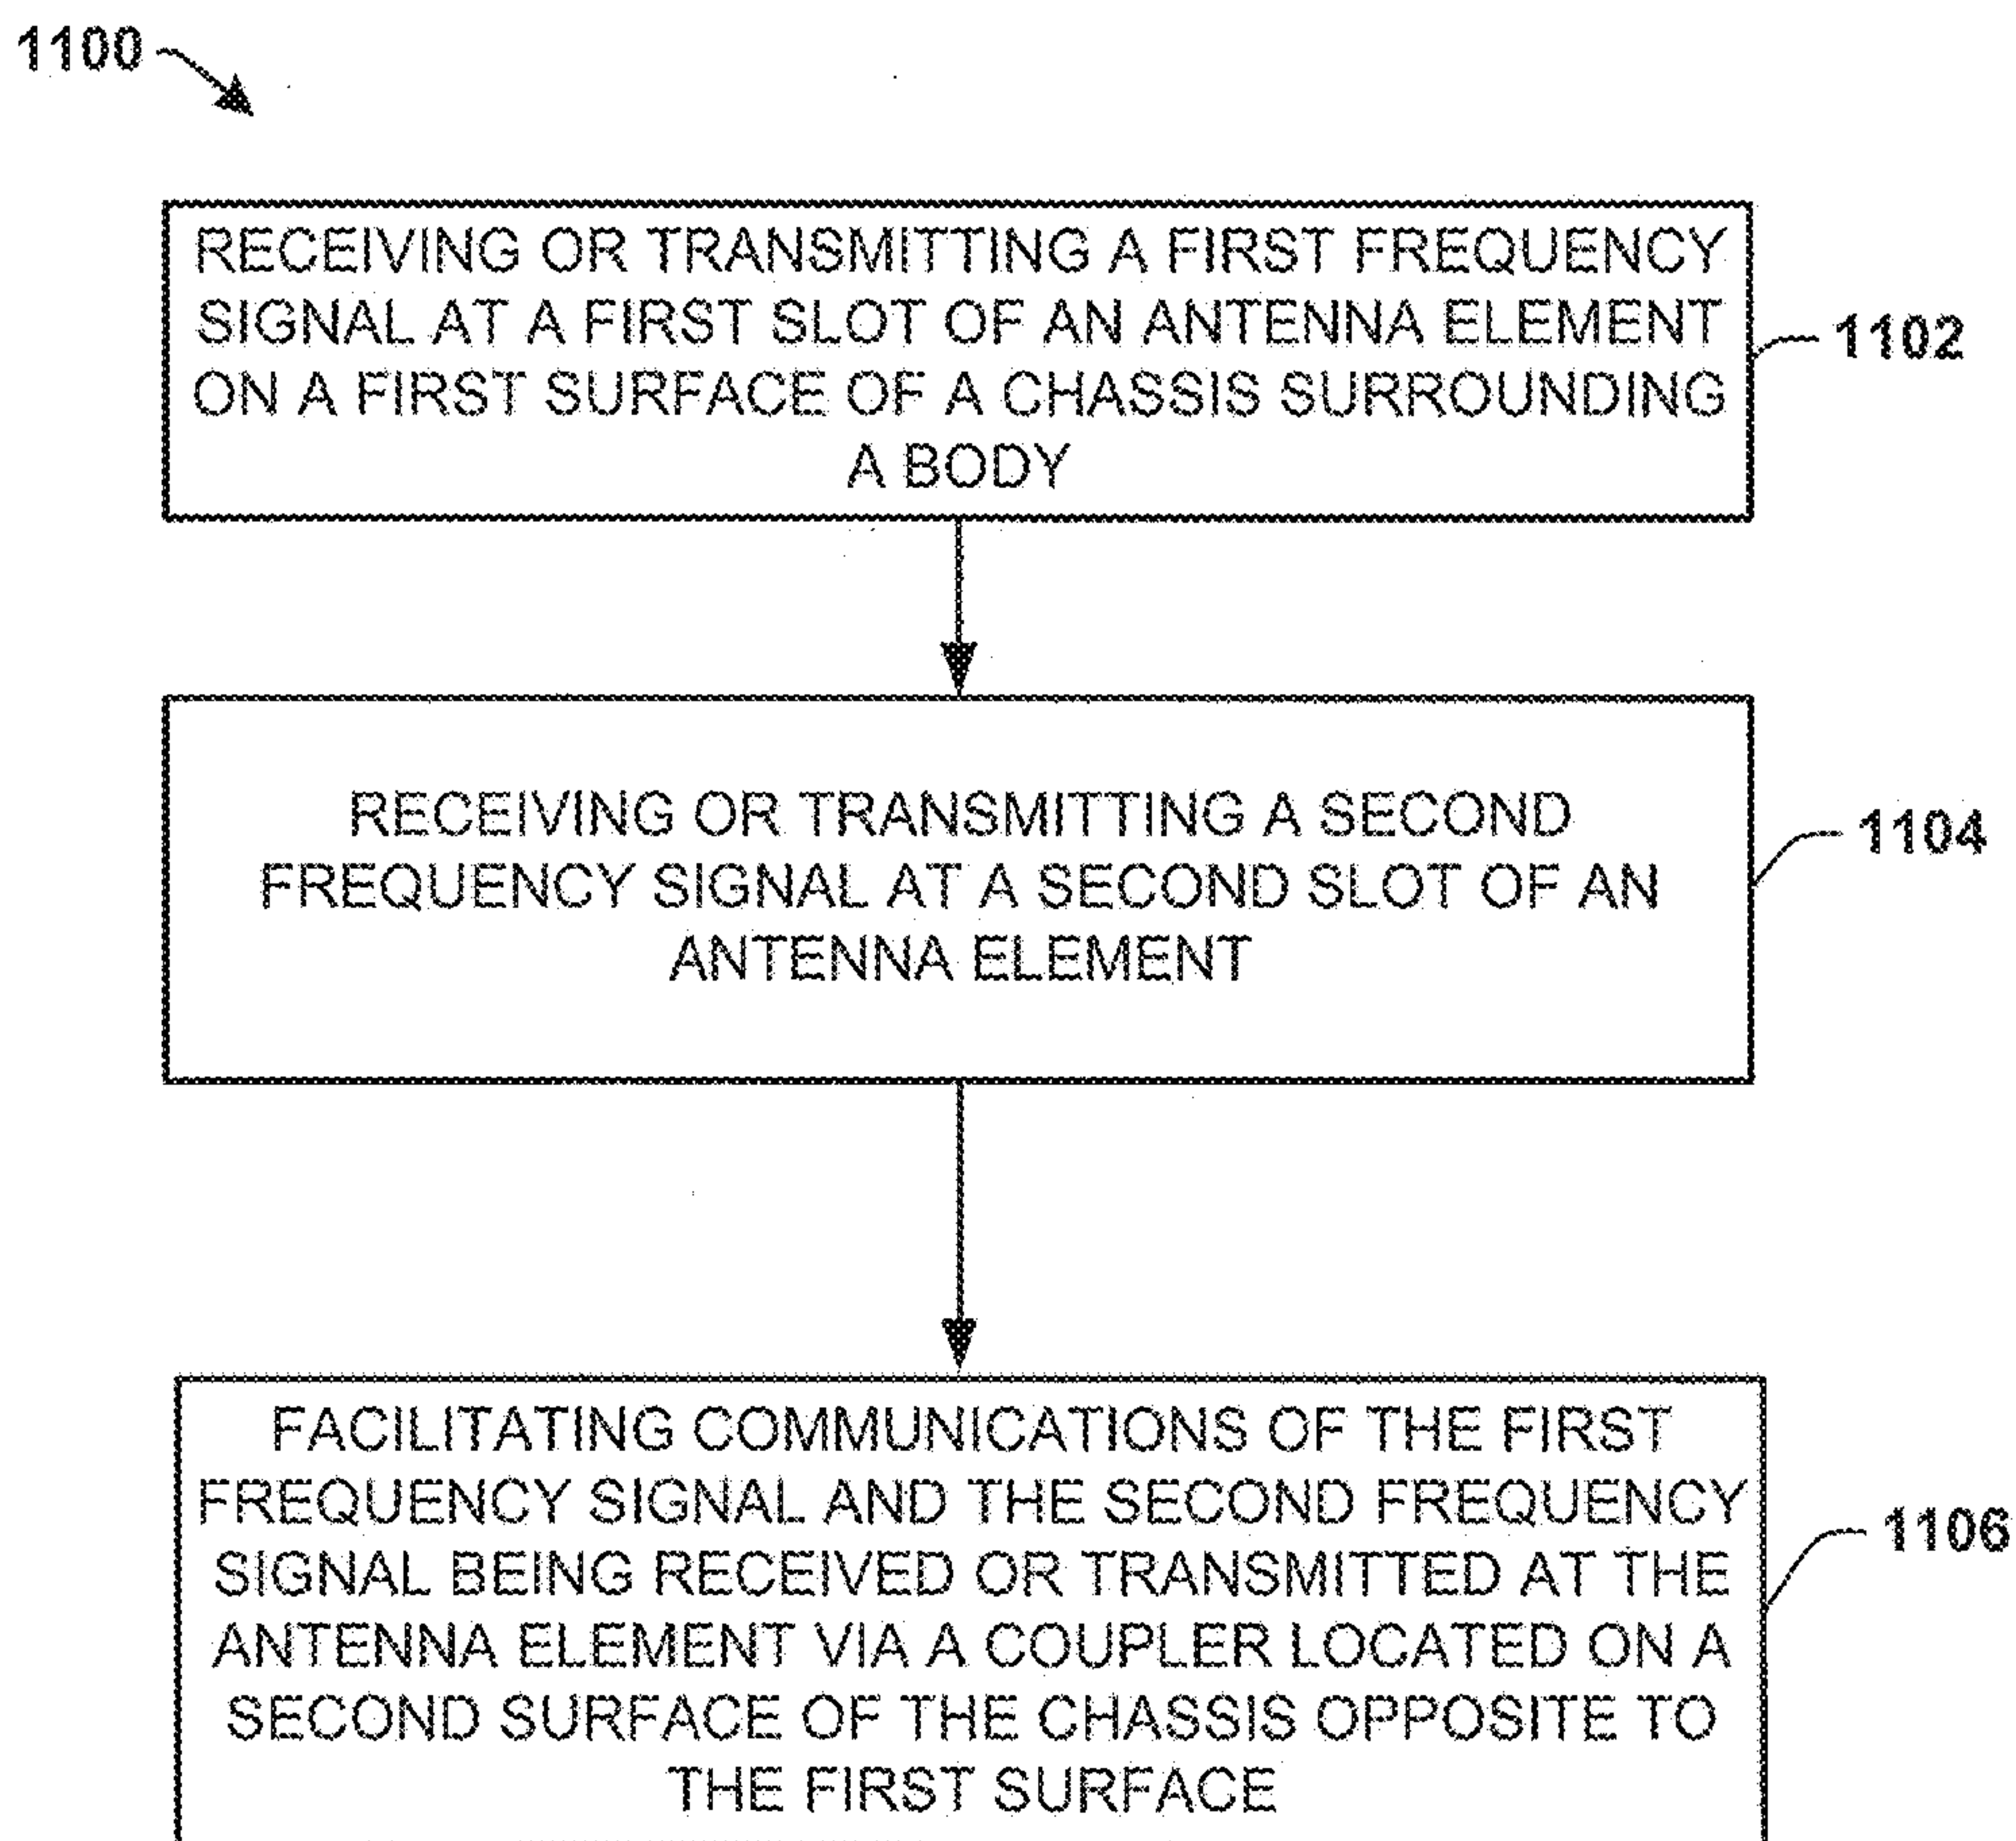 1100
RECEIVING OR TRANSMITTING A FIRST FREQUENCY
SIGNAL AT A FIRST SLOT OF AN ANTENNA ELEMENT
ON A FIRST SURFACE OF A CHASSIS SURROUNDING
A BODY
1102
RECEIVING OR TRANSMITTING A SECOND
FREQUENCY SIGNAL AT A SECOND SLOT OF AN
ANTENNA ELEMENT
1104
FACILITATING COMMUNICATIONS OF THE FIRST
FREQUENCY SIGNAL AND THE SECOND FREQUENCY
SIGNAL BEING RECEIVED OR TRANSMITTED AT THE
ANTENNA ELEMENT VIA A COUPLER LOCATED ON A
SECOND SURFACE OF THE CHASSIS OPPOSITE TO
THE FIRST SURFACE
1106